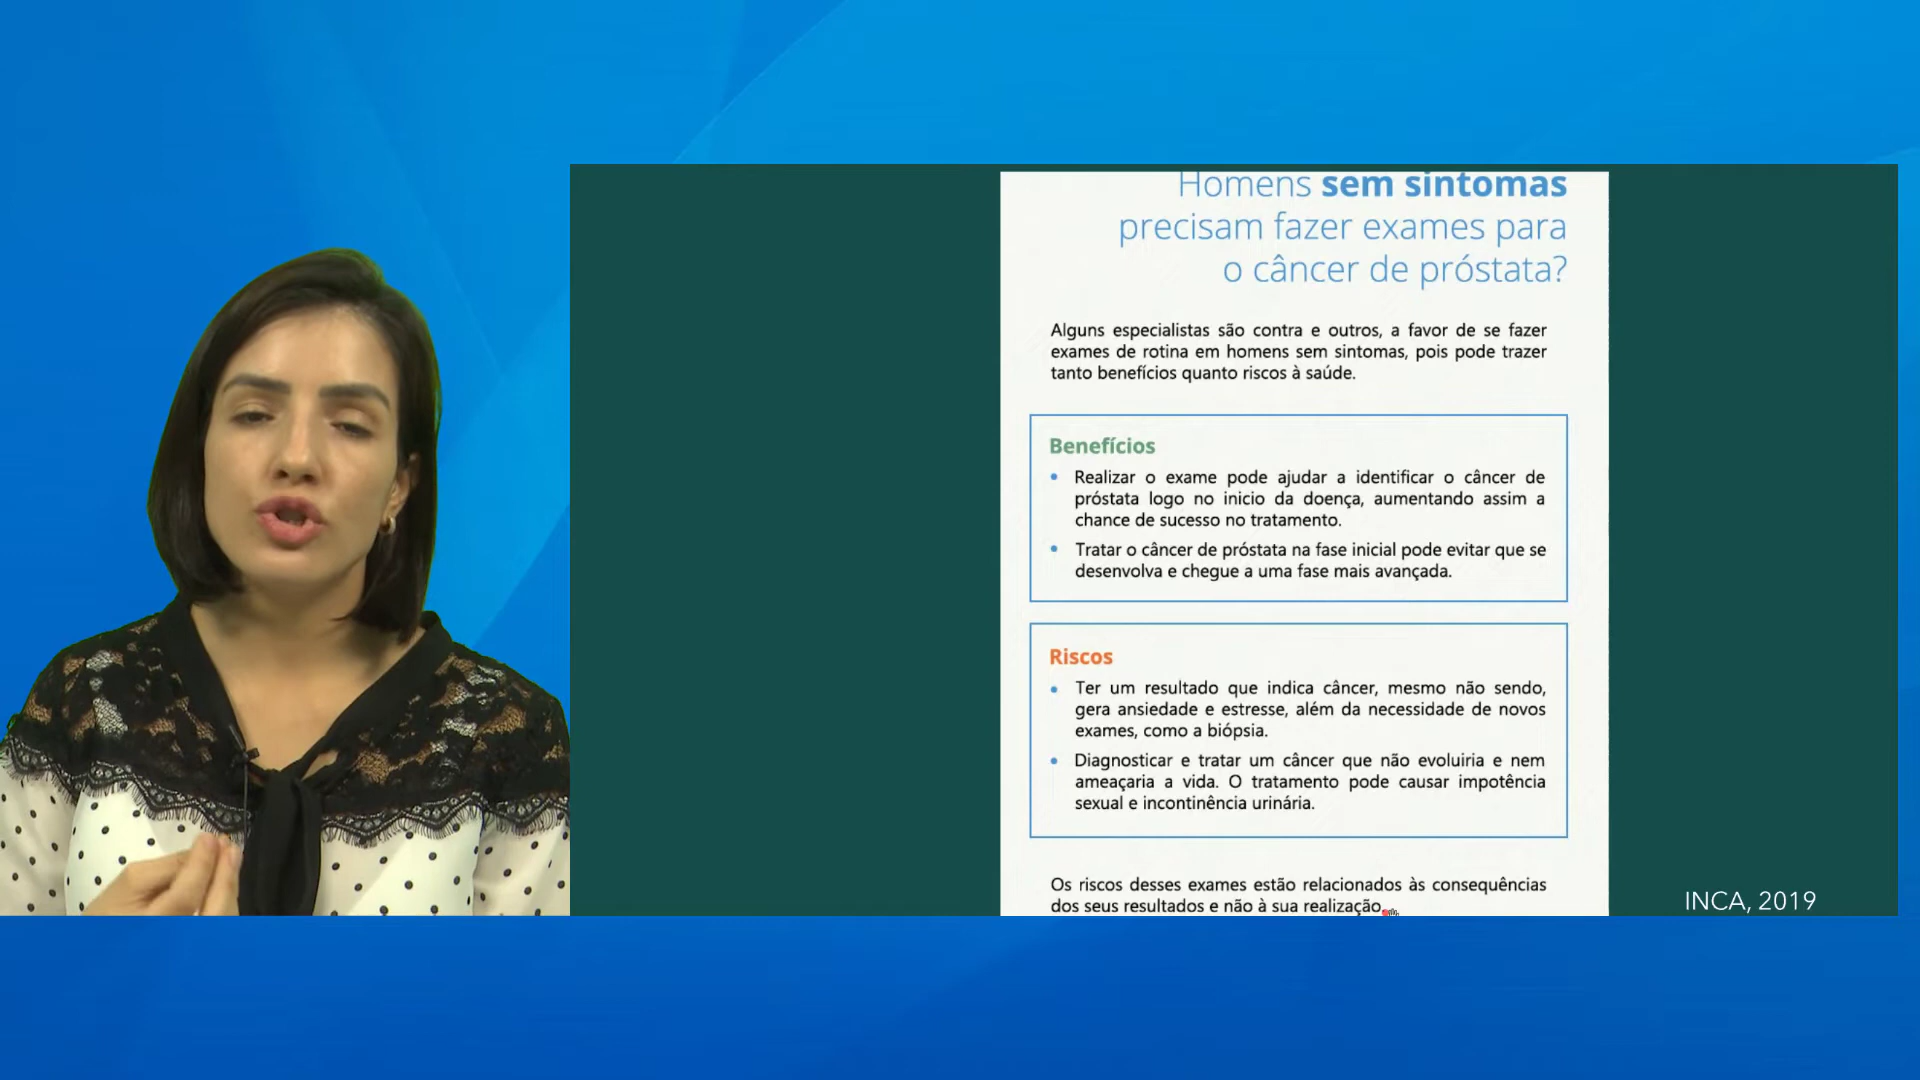 Homens sem sintomas
precisam fazer exames para
o câncer de próstata?
Alguns especialistas são contra e outros, a favor de se fazer
exames de rotina em homens sem sintomas, pois pode trazer
tanto benefícios quanto riscos à saúde.
Benefícios
• Realizar o exame pode ajudar a identificar o câncer de
próstata logo no inicio da doença, aumentando assim a
chance de sucesso no tratamento.
• Tratar o câncer de próstata na fase inicial pode evitar que se
desenvolva e chegue a uma fase mais avançada.
Riscos
• Ter um resultado que indica câncer, mesmo não sendo,
gera ansiedade e estresse, além da necessidade de novos
exames, como a biópsia.
• Diagnosticar e tratar um câncer que não evoluiria e nem
ameaçaria a vida. O tratamento pode causar impotência
sexual e incontinência urinária.
Os riscos desses exames estão relacionados às consequências
dos seus resultados e não à sua realização.
INCA, 2019